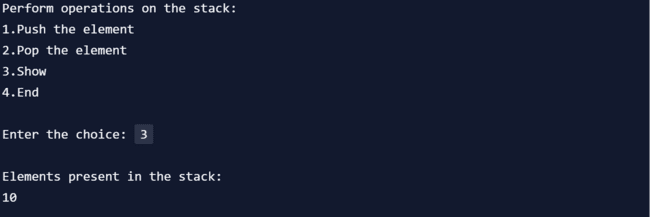 Perform operations on the stack:
1.Push the element
2.Pop the element
3.Show
4.End
Enter the choice: 3
Elements present in the stack:
10